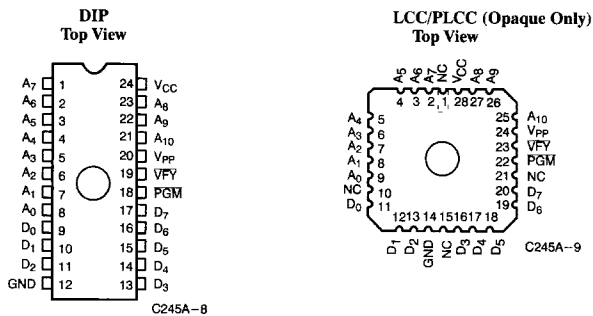 DIP
Top View
A7 1 24 VCC
A6 2 23 A8
A5 3 22 A9
A4 4 21 A10
A3 5 20 VPP
A2 6 19 VFY
A1 7 18 PGM
A0 8 17 D7
D0 9 16 D6
D1 10 15 D5
D2 11 14 D4
GND 12 13 D3
C245A-8
LCC/PLCC (Opaque Only)
Top View
A5 A6 A7 NC VCC A8 A9
4 3 2 1 28 27 26
A4 5 25 A10
A3 6 24 VPP
A2 7 23 VFY
A1 8 22 PGM
A0 9 21 NC
NC 10 20 D7
D0 11 19 D6
12 13 14 15 16 17 18
D1 D2 GND NC D3 D4 D5
C245A-9